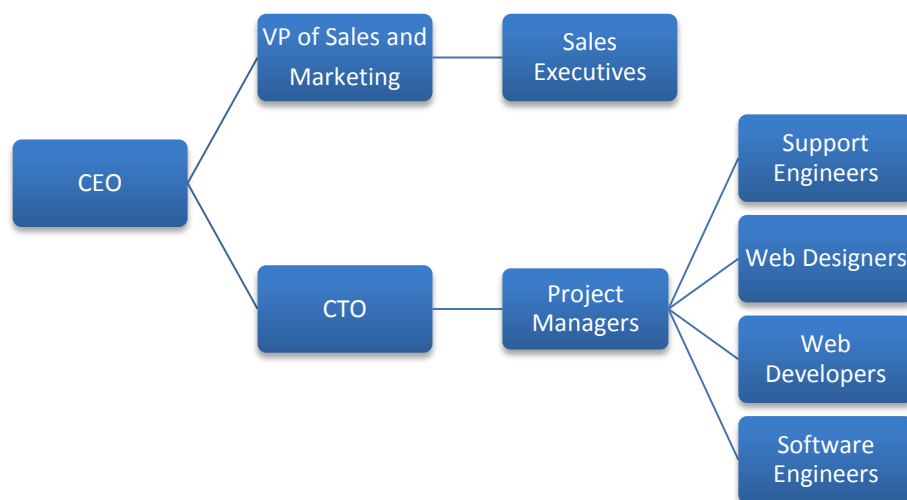 VP of Sales and
Marketing
Sales
Executives
CEO
CTO
Project
Managers
Support
Engineers
Web Designers
Web
Developers
Software
Engineers